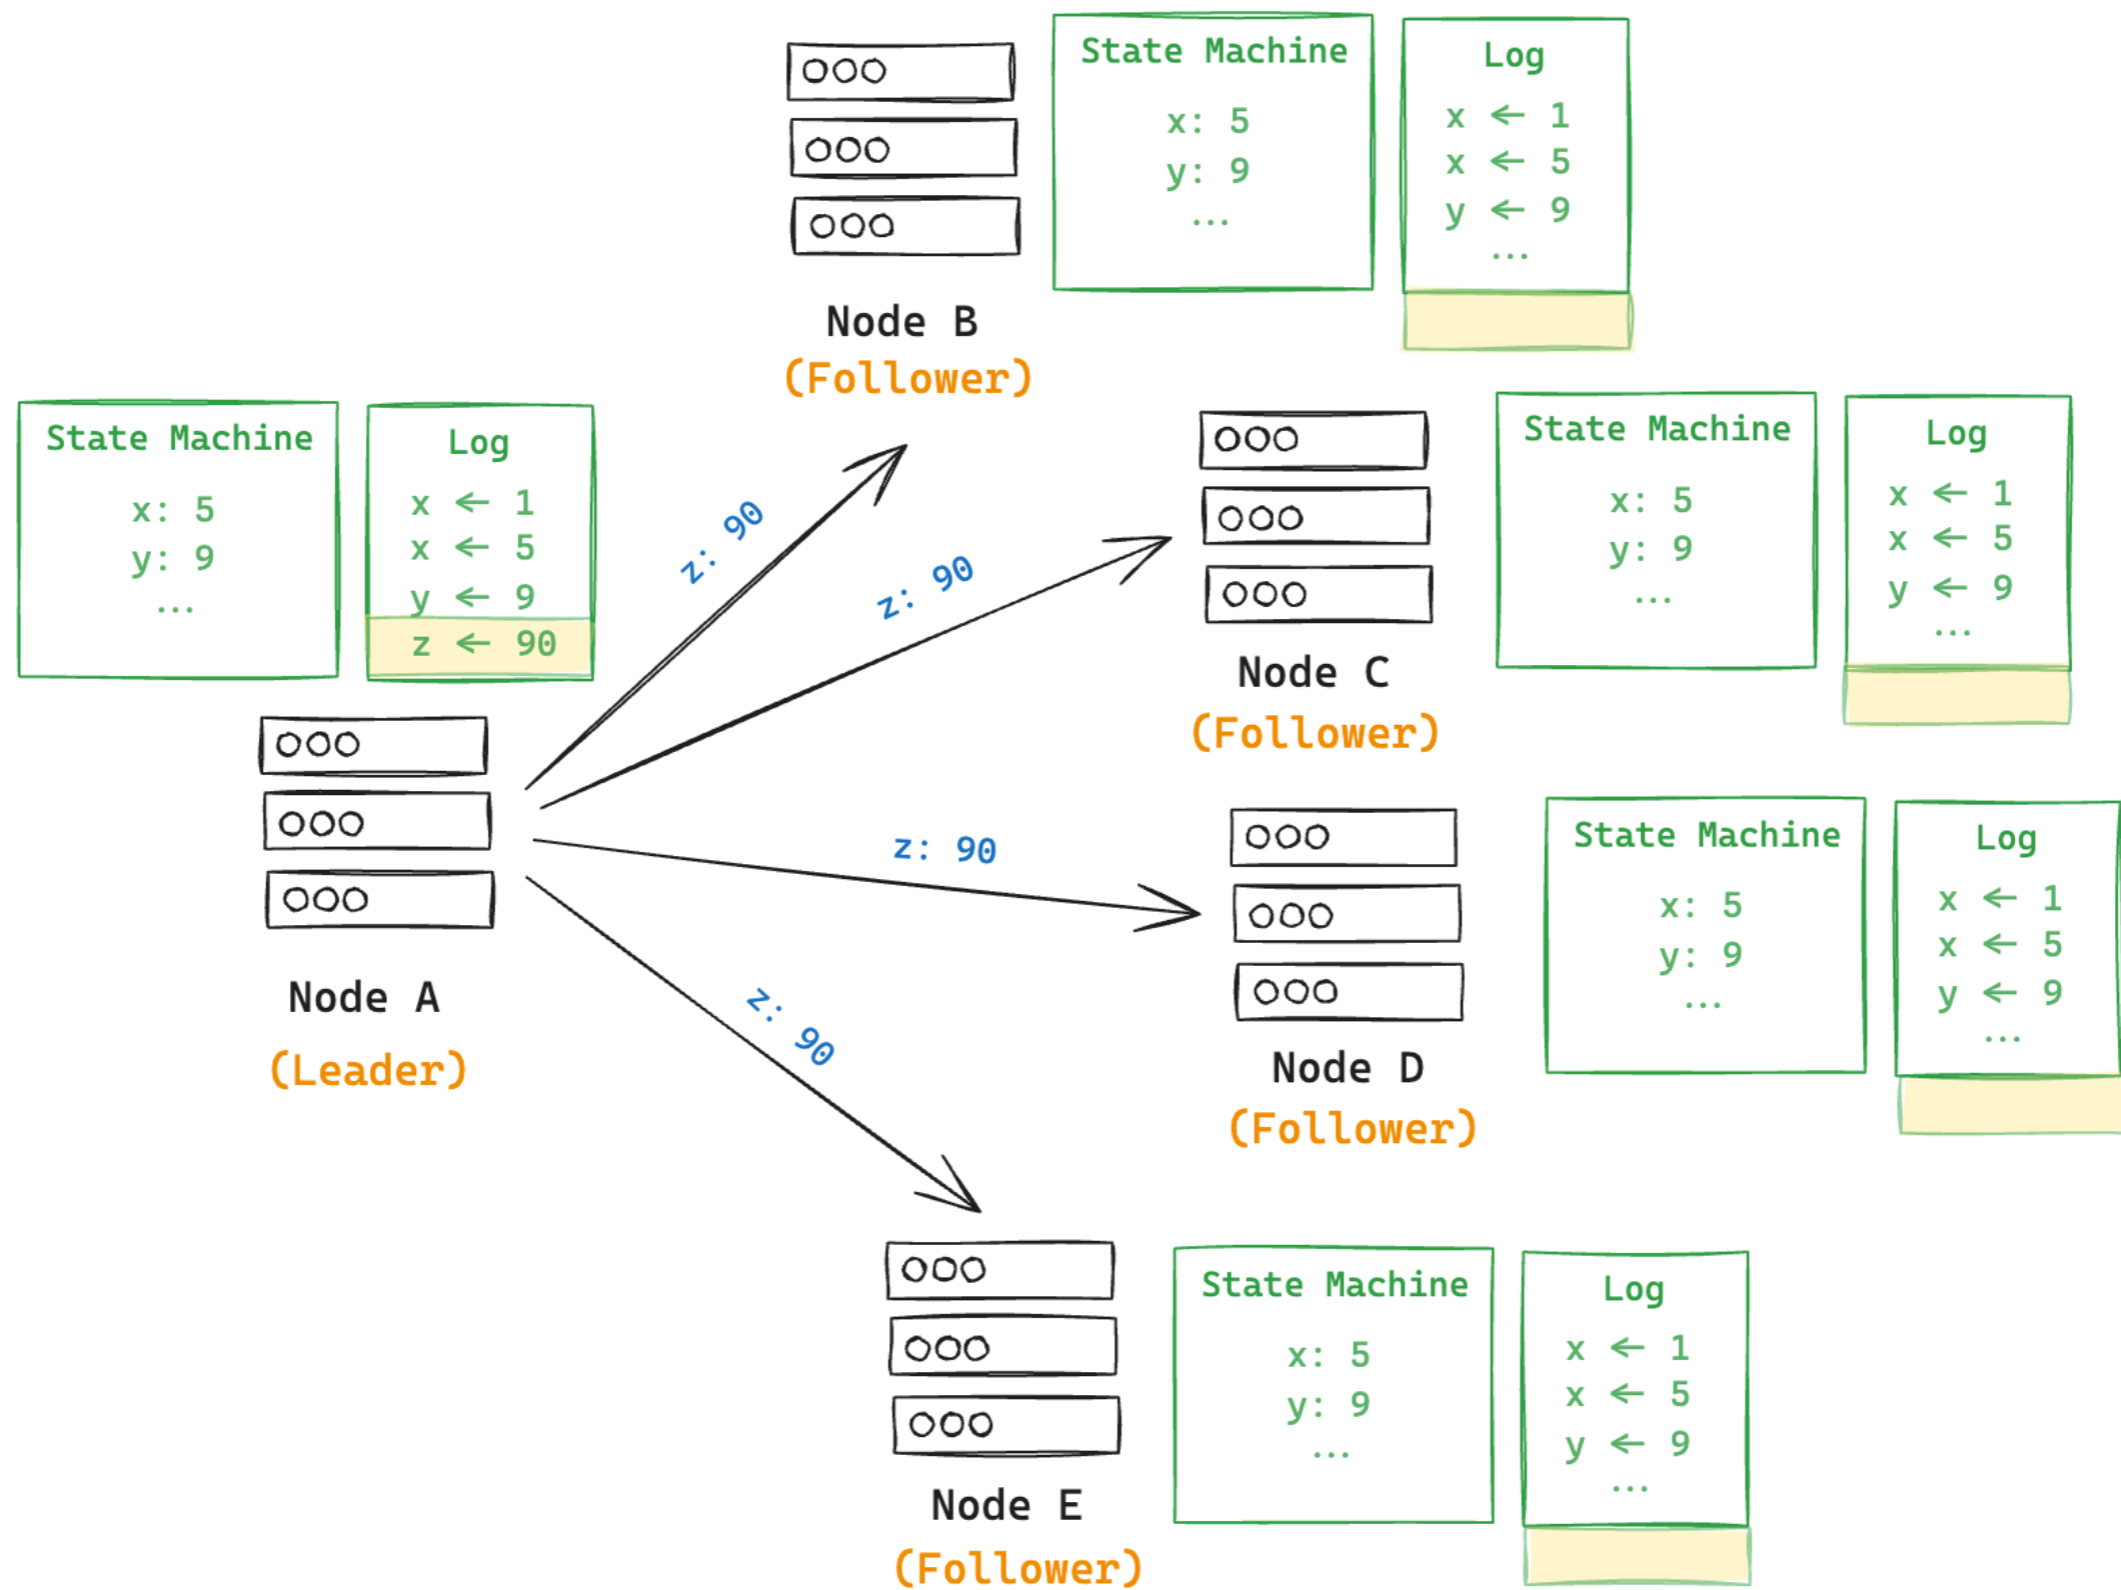 State Machine
x: 5
y: 9
...
Log
x ← 1
x ← 5
y ← 9
...
Node B
(Follower)
State Machine
x: 5
y: 9
...
Log
x ← 1
x ← 5
y ← 9
z ← 90
Node A
(Leader)
z: 90
z: 90
z: 90
z: 90
State Machine
x: 5
y: 9
...
Log
x ← 1
x ← 5
y ← 9
...
Node C
(Follower)
State Machine
x: 5
y: 9
...
Log
x ← 1
x ← 5
y ← 9
...
Node D
(Follower)
State Machine
x: 5
y: 9
...
Log
x ← 1
x ← 5
y ← 9
...
Node E
(Follower)